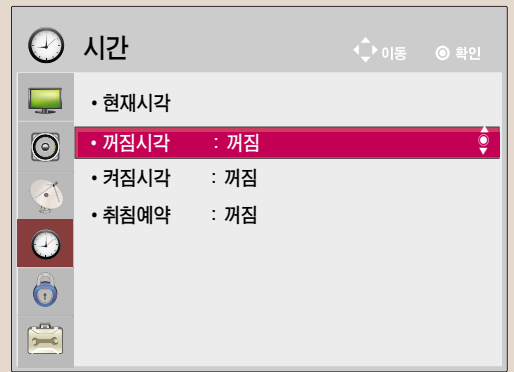 시간
이동 ◉ 확인
• 현재시각
• 꺼짐시각 : 꺼짐
• 켜짐시각 : 꺼짐
• 취침예약 : 꺼짐